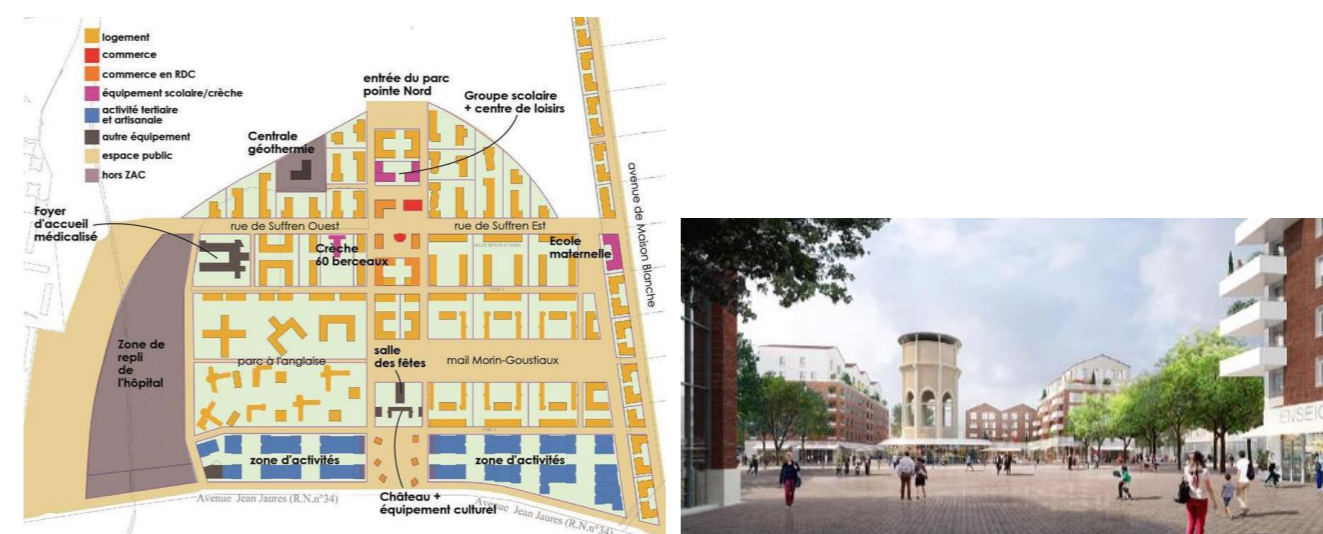 logement
commerce
commerce en RDC
équipement scolaire/crèche
activité tertiaire
et artisanale
autre équipement
espace public
hors ZAC
entrée du parc
pointe Nord
Groupe scolaire
+ centre de loisirs
Centrale
géothermie
avenue de Maison Blanche
Foyer
d'accueil
médicalisé
rue de Suffren Ouest
rue de Suffren Est
Crèche
60 berceaux
Ecole
maternelle
Zone de
repli
de
l'hôpital
parc à l'anglaise
salle
des fêtes
mail Morin-Goustiaux
zone d'activités
zone d'activités
Château +
équipement culturel
Avenue Jean Jaures (R.N.n°34)
Avenue Jean Jaures (R.N.n°34)
ENSEIG